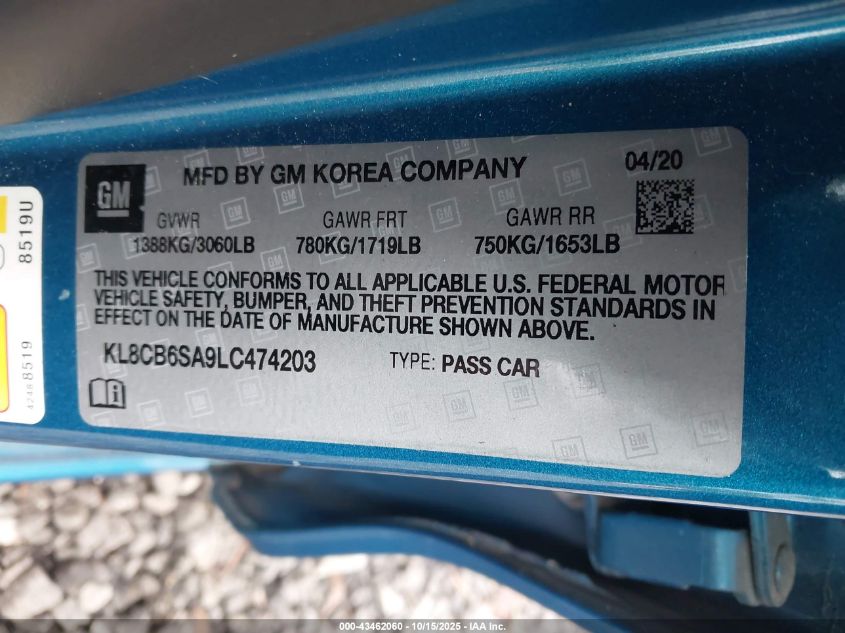 GM
MFD BY GM KOREA COMPANY
04/20
GVWR
GAWR FRT
GAWR RR
1388KG/3060LB
780KG/1719LB
750KG/1653LB
THIS VEHICLE CONFORMS TO ALL APPLICABLE U.S. FEDERAL MOTOR
VEHICLE SAFETY, BUMPER, AND THEFT PREVENTION STANDARDS IN
EFFECT ON THE DATE OF MANUFACTURE SHOWN ABOVE.
KL8CB6SA9LC474203
TYPE: PASS CAR
8519U
42488519
000-43462060 - 10/15/2025 - IAA Inc.